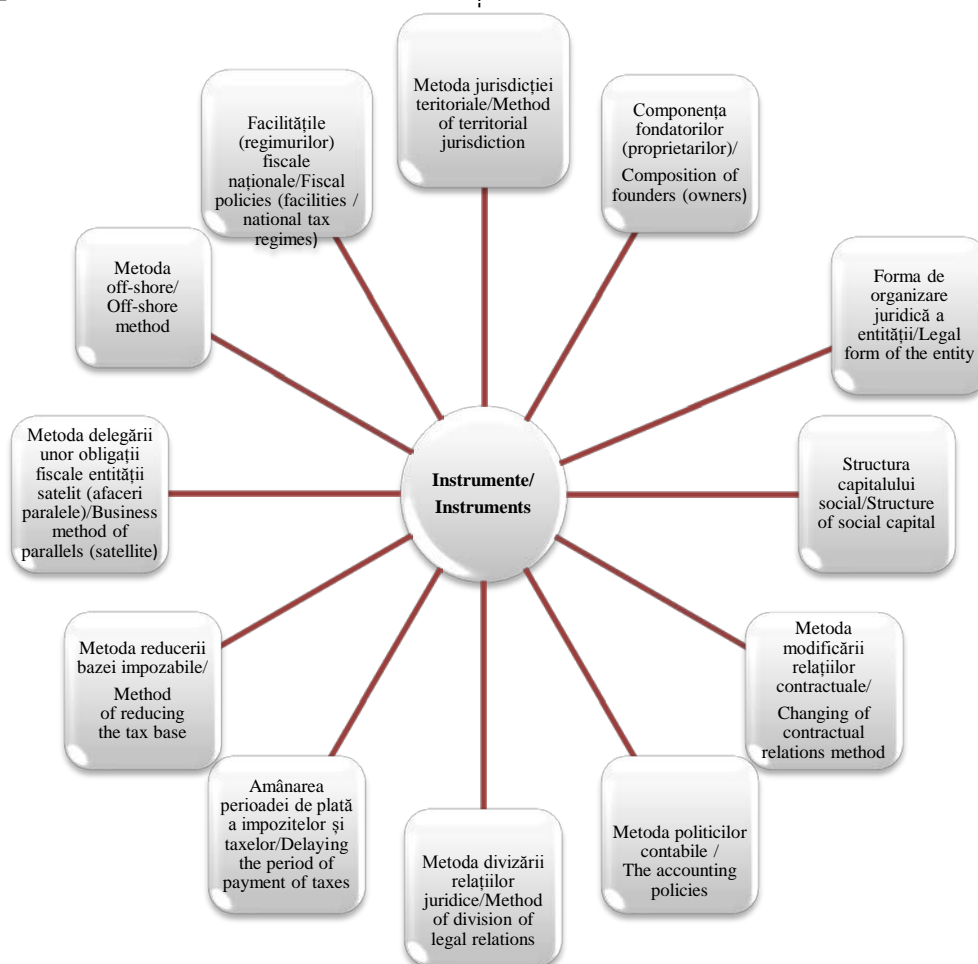 Metoda jurisdicției
teritoriale/Method
of territorial
jurisdiction
Componența
fondatorilor
(proprietarilor)/
Composition of
founders (owners)
Forma de
organizare
juridică a
entității/Legal
form of the entity
Structura
capitalului
social/Structure
of social capital
Metoda
modificării
relațiilor
contractuale/
Changing of
contractual
relations method
Metoda politicilor
contabile /
The accounting
policies
Metoda divizării
relațiilor
juridice/Method
of division of
legal relations
Amânarea
perioadei de plată
a impozitelor și
taxelor/Delaying
the period of
payment of taxes
Metoda reducerii
bazei impozabile/
Method
of reducing
the tax base
Metoda delegării
unor obligații
fiscale entității
satelit (afaceri
paralele)/Business
method of
parallels (satellite)
Metoda
off-shore/
Off-shore
method
Facilitățile
(regimurilor)
fiscale
naționale/Fiscal
policies (facilities /
national tax
regimes)
Instrumente/
Instruments